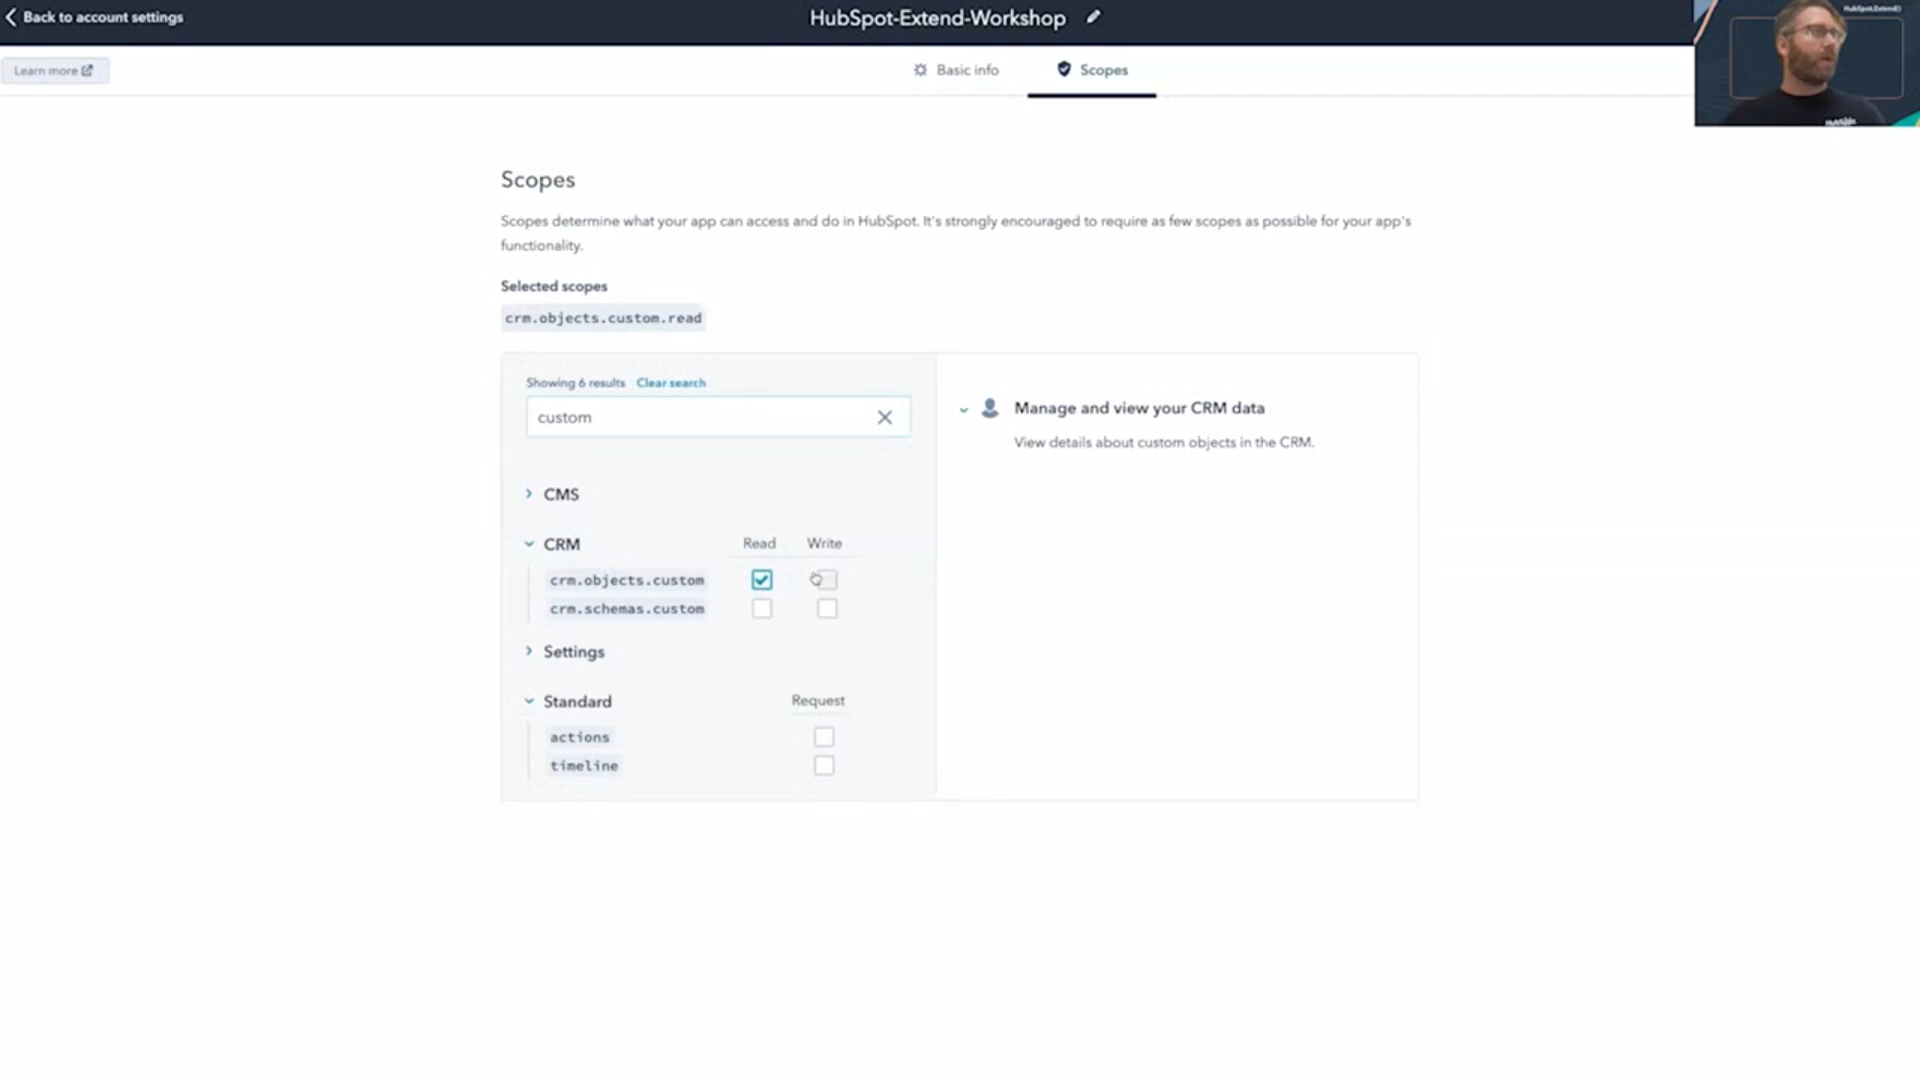 Back to account settings
HubSpot-Extend-Workshop
Learn more
Basic info
Scopes
Scopes
Scopes determine what your app can access and do in HubSpot. It's strongly encouraged to require as few scopes as possible for your app's
functionality.
Selected scopes
crm.objects.custom.read
Showing 6 results Clear search
custom
CMS
CRM Read Write
crm.objects.custom
crm.schemas.custom
Settings
Standard Request
actions
timeline
Manage and view your CRM data
View details about custom objects in the CRM.